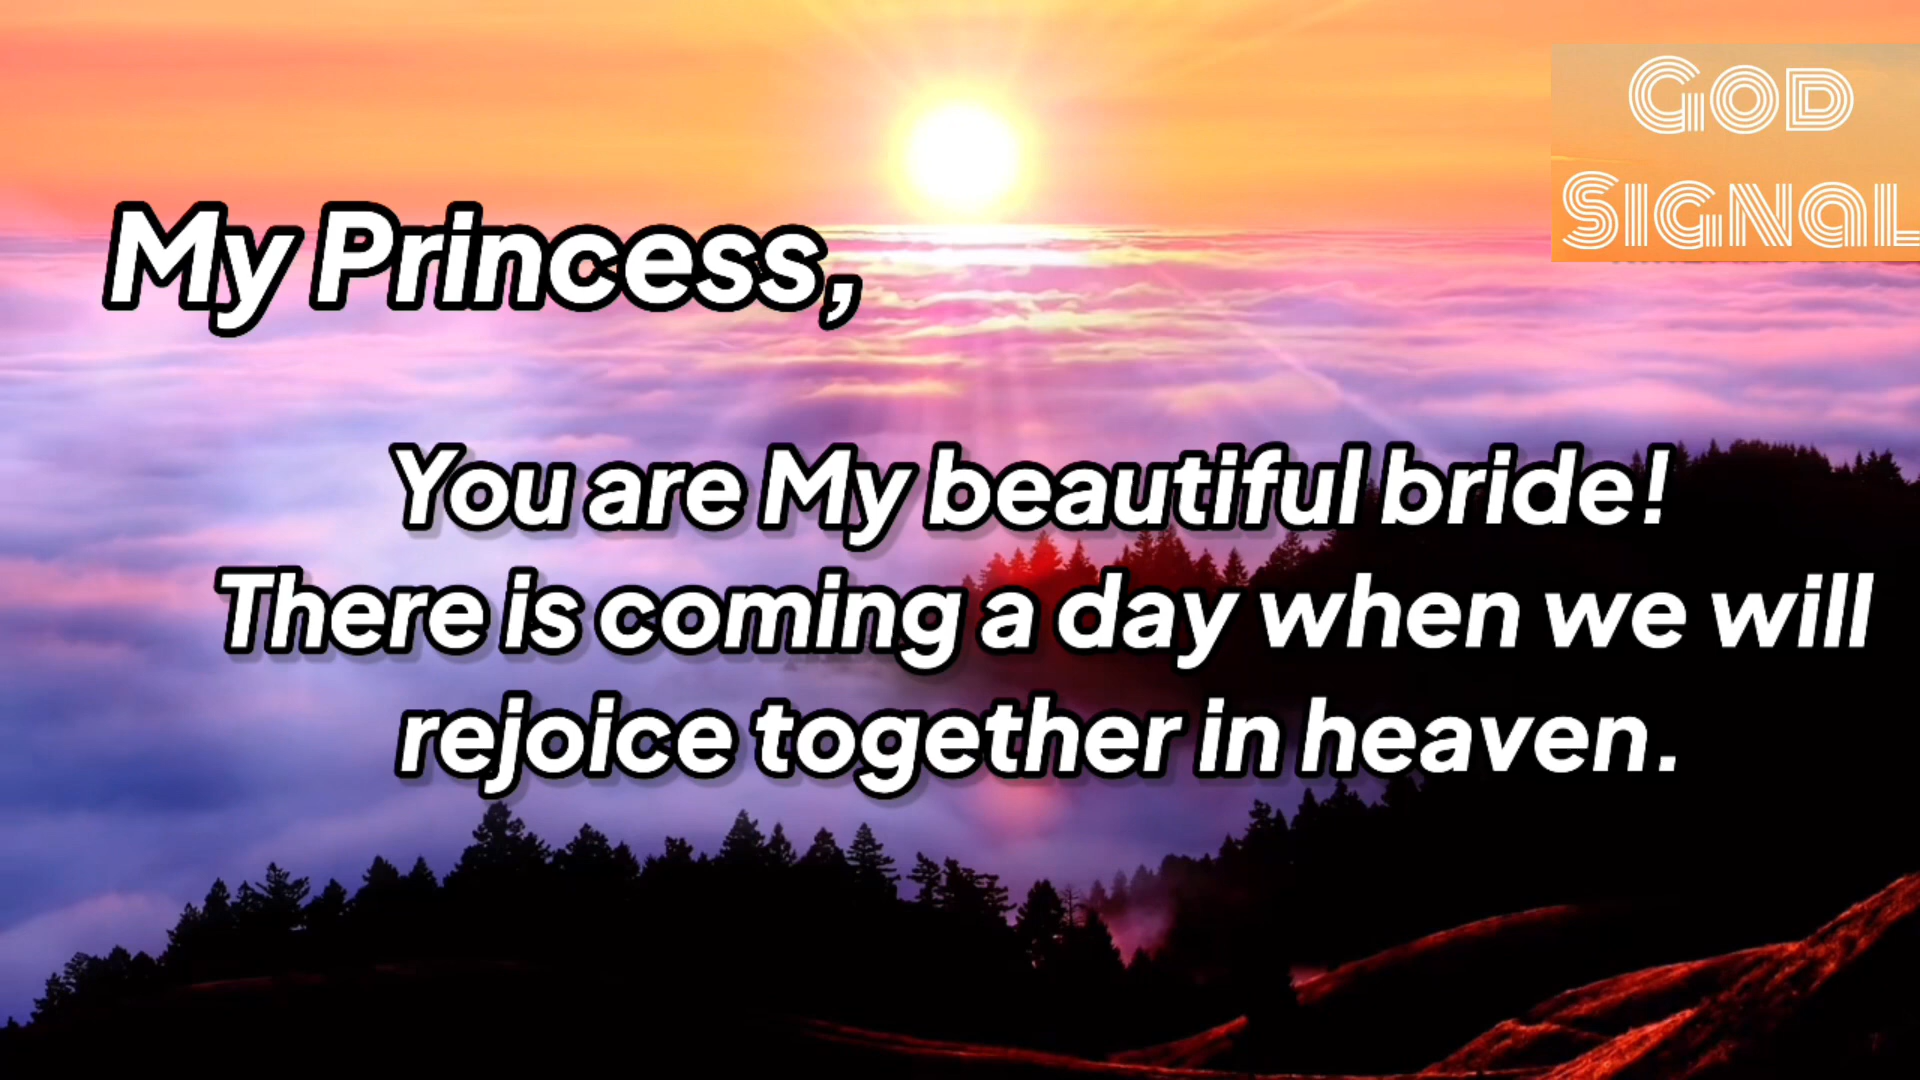 God
Signal
My Princess,
You are My beautiful bride!
There is coming a day when we will
rejoice together in heaven.